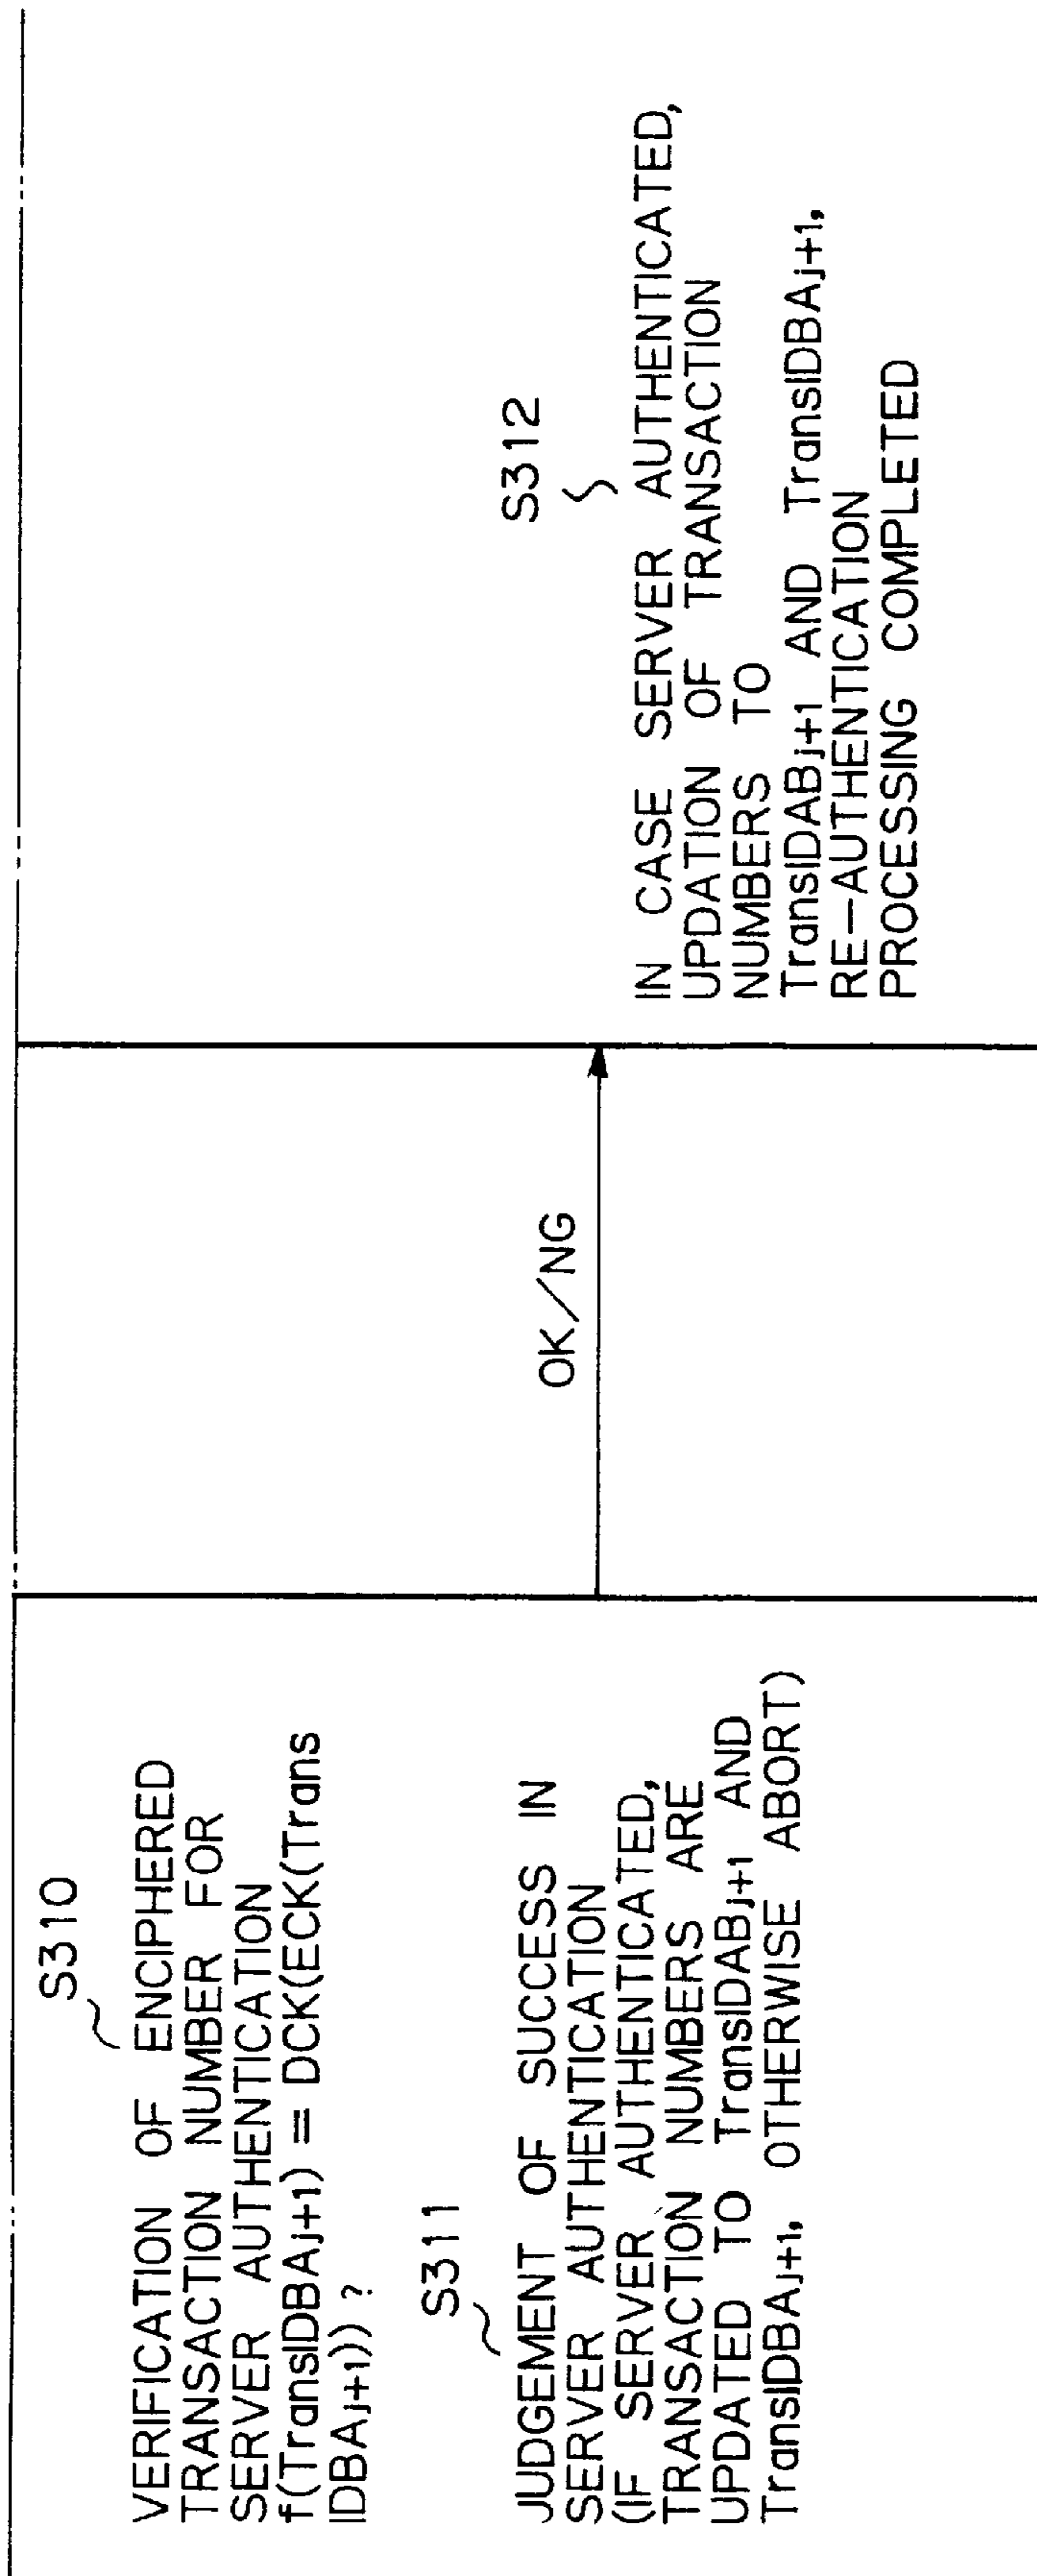 S310
VERIFICATION OF ENCIPHERED
TRANSACTION NUMBER FOR
SERVER AUTHENTICATION
f(TransIDBAj+1) = DCK(ECK(Trans
IDBAj+1)) ?
S311
JUDGEMENT OF SUCCESS IN
SERVER AUTHENTICATION
(IF SERVER AUTHENTICATED,
TRANSACTION NUMBERS ARE
UPDATED TO TransIDABj+1 AND
TransIDBAj+1, OTHERWISE ABORT)
OK/NG
S312
IN CASE SERVER AUTHENTICATED,
UPDATION OF TRANSACTION
NUMBERS TO
TransIDABj+1 AND TransIDBAj+1,
RE-AUTHENTICATION
PROCESSING COMPLETED